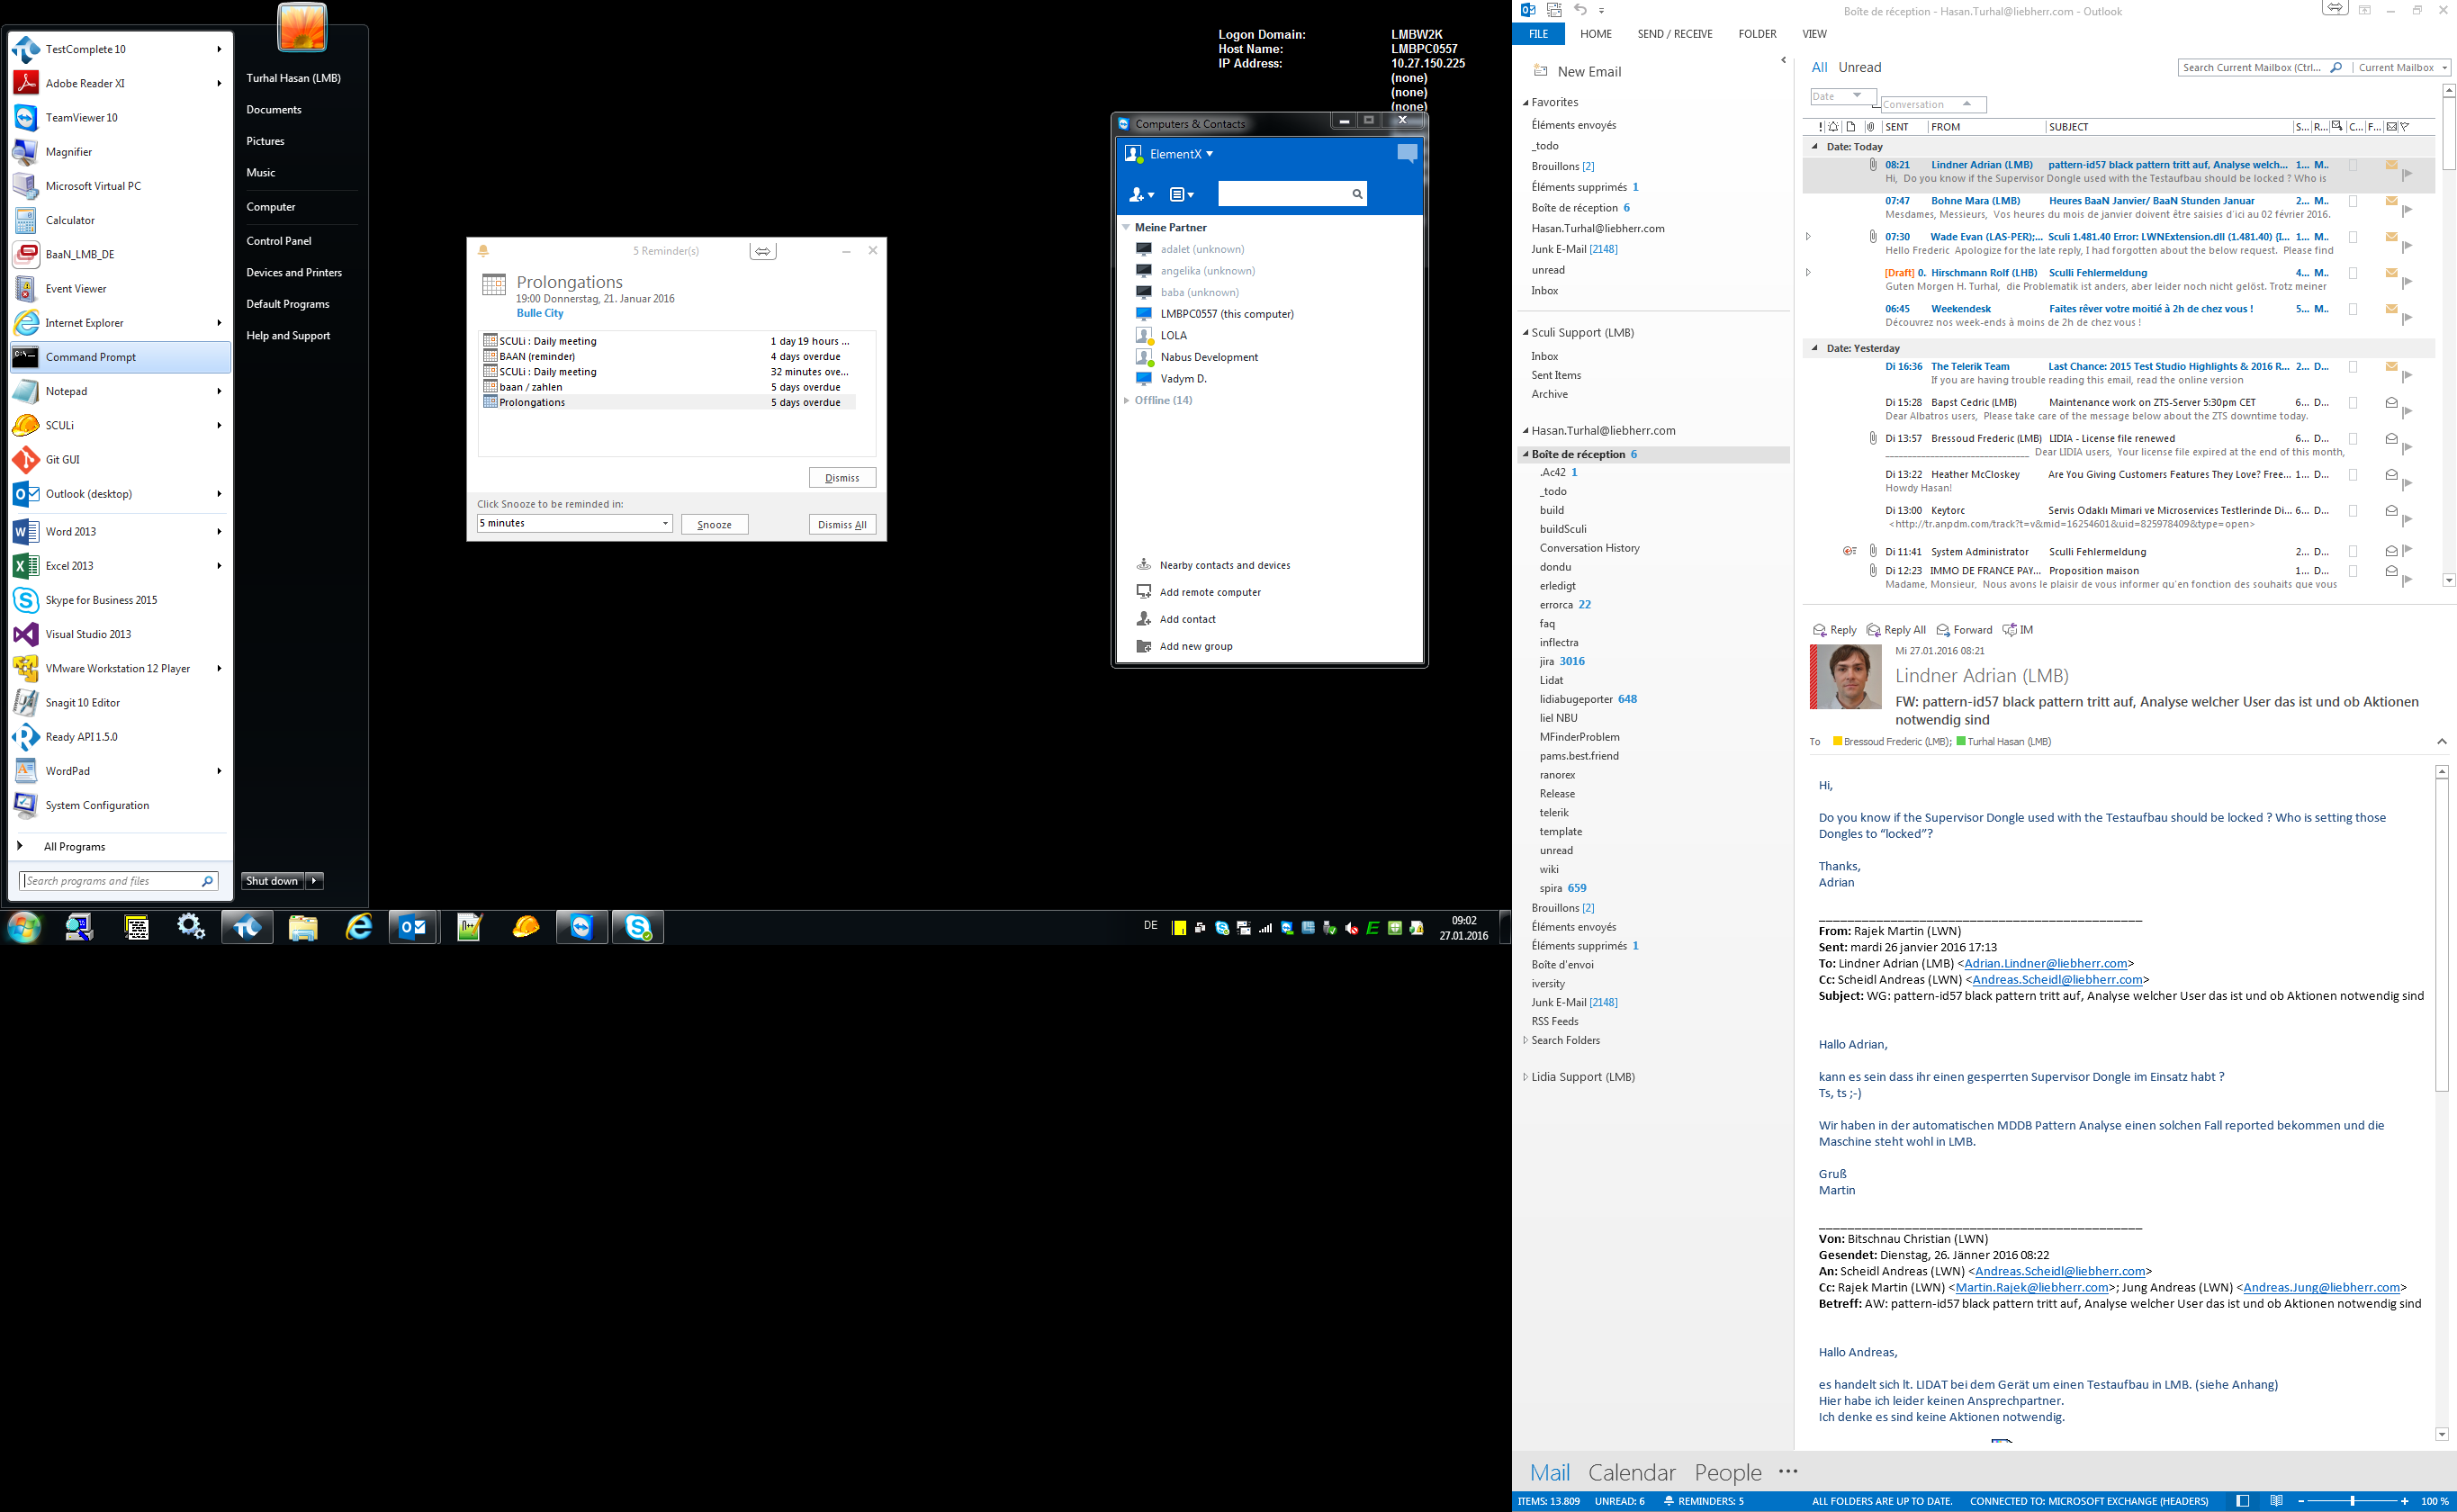 TestComplete 10
Adobe Reader XI
TeamViewer 10
Magnifier
Microsoft Virtual PC
Calculator
BaaN_LMB_DE
Event Viewer
Internet Explorer
Command Prompt
Notepad
SCULi
Git GUI
Outlook (desktop)
Word 2013
Excel 2013
Skype for Business 2015
Visual Studio 2013
VMware Workstation 12 Player
Snagit 10 Editor
Ready API 1.5.0
WordPad
System Configuration
All Programs
Search programs and files
Turhal Hasan (LMB)
Documents
Pictures
Music
Computer
Control Panel
Devices and Printers
Default Programs
Help and Support
Shut down
Logon Domain: LMBW2K
Host Name: LMBPC0557
IP Address: 10.27.150.225
(none)
(none)
(none)
5 Reminder(s)
Prolongations
19:00 Donnerstag, 21. Januar 2016
Bulle City
SCULi : Daily meeting 1 day 19 hours ...
BAAN (reminder) 4 days overdue
SCULi : Daily meeting 32 minutes ove...
baan / zahlen 5 days overdue
Prolongations 5 days overdue
Dismiss
Click Snooze to be reminded in:
5 minutes Snooze Dismiss All
Computers & Contacts
ElementX
Meine Partner
adalet (unknown)
angelika (unknown)
baba (unknown)
LMBPC0557 (this computer)
LOLA
Nabus Development
Vadym D.
Offline (14)
Nearby contacts and devices
Add remote computer
Add contact
Add new group
DE
09:02
27.01.2016
Boîte de réception - Hasan.Turhal@liebherr.com - Outlook
FILE HOME SEND / RECEIVE FOLDER VIEW
New Email
Favorites
Éléments envoyés
_todo
Brouillons [2]
Éléments supprimés 1
Boîte de réception 6
Hasan.Turhal@liebherr.com
Junk E-Mail [2148]
unread
Inbox
Sculi Support (LMB)
Inbox
Sent Items
Archive
Hasan.Turhal@liebherr.com
Boîte de réception 6
.Ac42 1
_todo
build
buildSculi
Conversation History
dondu
erledigt
errorca 22
faq
inflectra
jira 3016
Lidat
lidiabugeporter 648
liel NBU
MFinderProblem
pams.best.friend
ranorex
Release
telerik
template
unread
wiki
spira 659
Brouillons [2]
Éléments envoyés
Éléments supprimés 1
Boîte d'envoi
iversity
Junk E-Mail [2148]
RSS Feeds
Search Folders
Lidia Support (LMB)
All Unread
Search Current Mailbox (Ctrl... Current Mailbox
Date Conversation
! SENT FROM SUBJECT S... R... C... F...
Date: Today
08:21 Lindner Adrian (LMB) pattern-id57 black pattern tritt auf, Analyse welch... 1... M..
Hi, Do you know if the Supervisor Dongle used with the Testaufbau should be locked ? Who is
07:47 Bohne Mara (LMB) Heures BaaN Janvier/ BaaN Stunden Januar 2... M..
Mesdames, Messieurs, Vos heures du mois de janvier doivent être saisies d'ici au 02 février 2016.
07:30 Wade Evan (LAS-PER);... Sculi 1.481.40 Error: LWNExtension.dll (1.481.40) [I... 1... M..
Hello Frederic Apologize for the late reply, I had forgotten about the below request. Please find
[Draft] 0. Hirschmann Rolf (LHB) Sculli Fehlermeldung 4... M..
Guten Morgen H. Turhal, die Problematik ist anders, aber leider noch nicht gelöst. Trotz meiner
06:45 Weekendesk Faites rêver votre moitié à 2h de chez vous ! 5... M..
Découvrez nos week-ends à moins de 2h de chez vous !
Date: Yesterday
Di 16:36 The Telerik Team Last Chance: 2015 Test Studio Highlights & 2016 R... 2... D...
If you are having trouble reading this email, read the online version
Di 15:28 Bapst Cedric (LMB) Maintenance work on ZTS-Server 5:30pm CET 6... D...
Dear Albatros users, Please take care of the message below about the ZTS downtime today.
Di 13:57 Bressoud Frederic (LMB) LIDIA - License file renewed 6... D...
________________________________ Dear LIDIA users, Your license file expired at the end of this month,
Di 13:22 Heather McCloskey Are You Giving Customers Features They Love? Free... 1... D...
Howdy Hasan!
Di 13:00 Keytorc Servis Odaklı Mimari ve Microservices Testlerinde Di... 6... D...
<http://tr.anpdm.com/track?t=v&mid=16254601&uid=825978409&type=open>
Di 11:41 System Administrator Sculli Fehlermeldung 2... D...
Di 12:23 IMMO DE FRANCE PAY... Proposition maison 1... D...
Madame, Monsieur, Nous avons le plaisir de vous informer qu'en fonction des souhaits que vous
Reply Reply All Forward IM
Mi 27.01.2016 08:21
Lindner Adrian (LMB)
FW: pattern-id57 black pattern tritt auf, Analyse welcher User das ist und ob Aktionen
notwendig sind
To Bressoud Frederic (LMB); Turhal Hasan (LMB)
Hi,
Do you know if the Supervisor Dongle used with the Testaufbau should be locked ? Who is setting those
Dongles to “locked”?
Thanks,
Adrian
_____________________________________________
From: Rajek Martin (LWN)
Sent: mardi 26 janvier 2016 17:13
To: Lindner Adrian (LMB) <Adrian.Lindner@liebherr.com>
Cc: Scheidl Andreas (LWN) <Andreas.Scheidl@liebherr.com>
Subject: WG: pattern-id57 black pattern tritt auf, Analyse welcher User das ist und ob Aktionen notwendig sind
Hallo Adrian,
kann es sein dass ihr einen gesperrten Supervisor Dongle im Einsatz habt ?
Ts, ts ;-)
Wir haben in der automatischen MDDB Pattern Analyse einen solchen Fall reported bekommen und die
Maschine steht wohl in LMB.
Gruß
Martin
_____________________________________________
Von: Bitschnau Christian (LWN)
Gesendet: Dienstag, 26. Jänner 2016 08:22
An: Scheidl Andreas (LWN) <Andreas.Scheidl@liebherr.com>
Cc: Rajek Martin (LWN) <Martin.Rajek@liebherr.com>; Jung Andreas (LWN) <Andreas.Jung@liebherr.com>
Betreff: AW: pattern-id57 black pattern tritt auf, Analyse welcher User das ist und ob Aktionen notwendig sind
Hallo Andreas,
es handelt sich lt. LIDAT bei dem Gerät um einen Testaufbau in LMB. (siehe Anhang)
Hier habe ich leider keinen Ansprechpartner.
Ich denke es sind keine Aktionen notwendig.
Mail Calendar People ...
ITEMS: 13.809 UNREAD: 6 REMINDERS: 5 ALL FOLDERS ARE UP TO DATE. CONNECTED TO: MICROSOFT EXCHANGE (HEADERS) 100 %